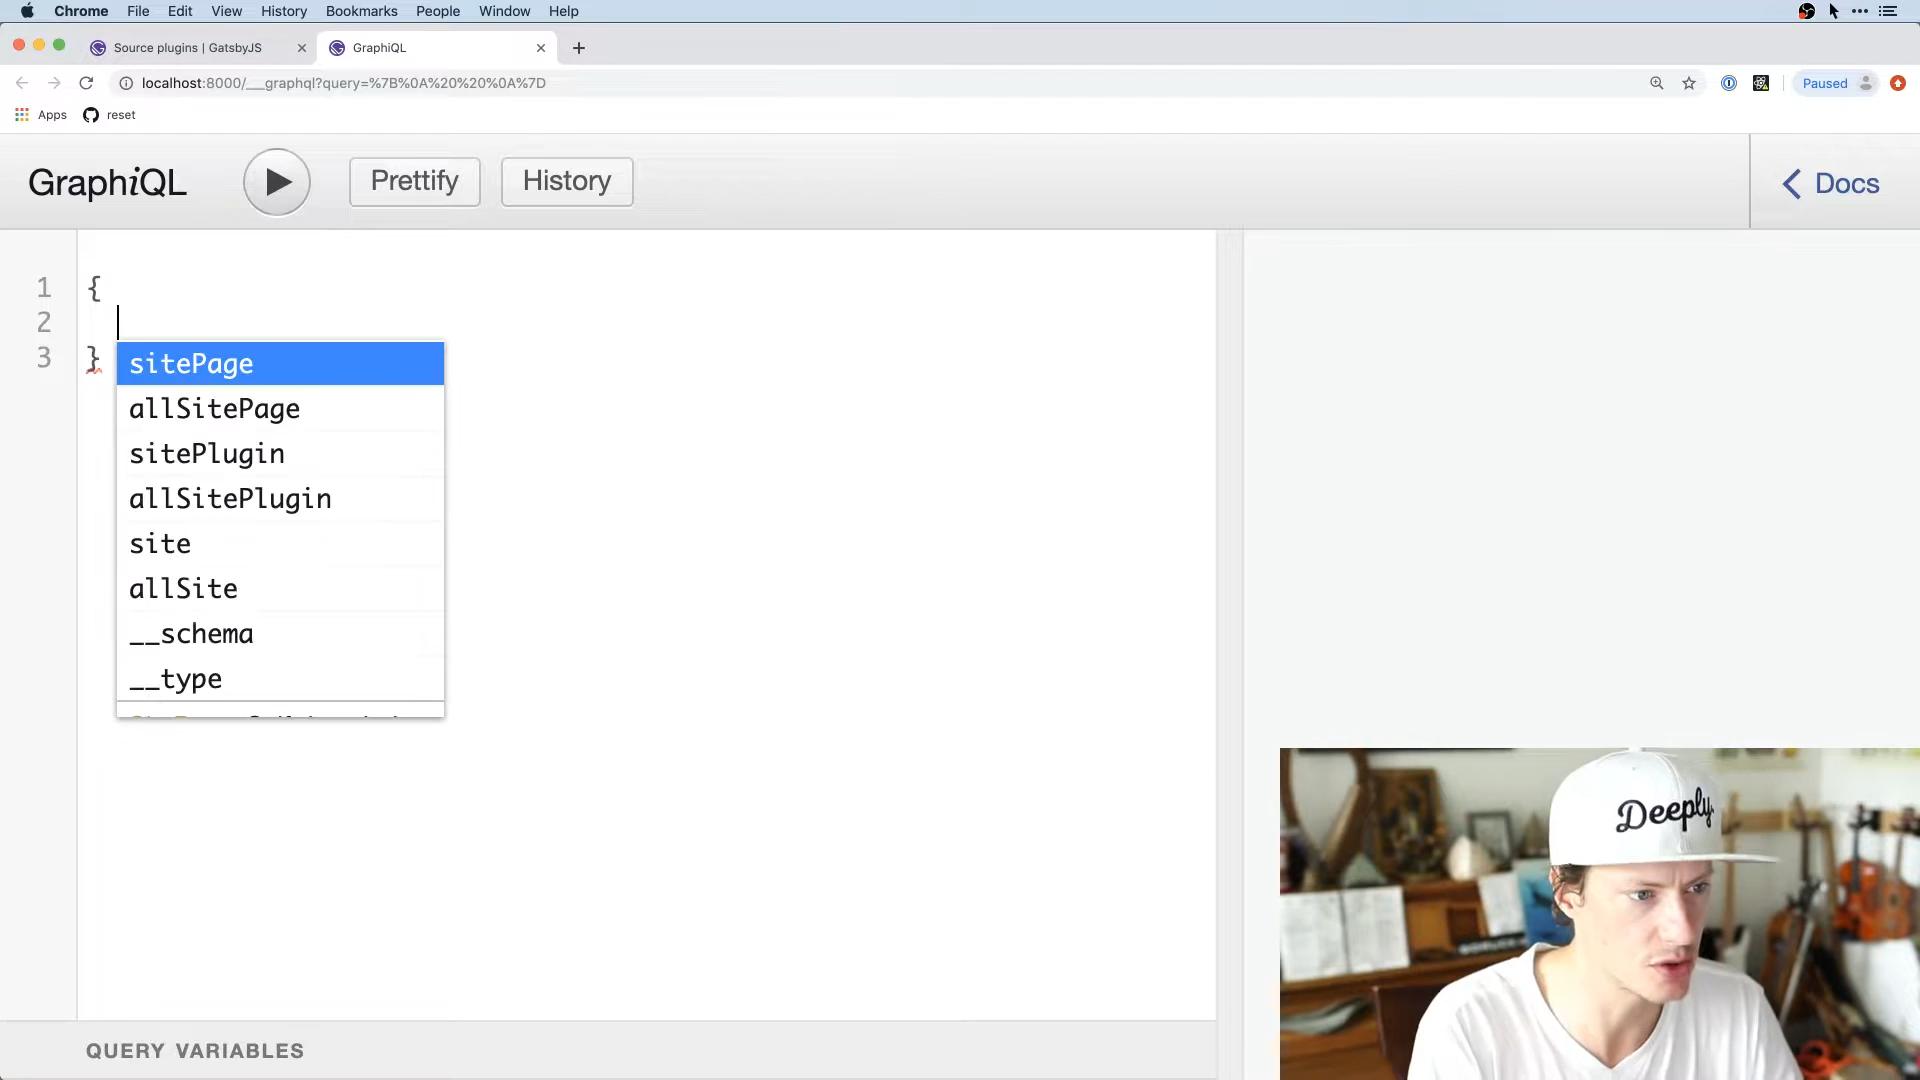 Chrome File Edit View History Bookmarks People Window Help
Source plugins | GatsbyJS
GraphiQL
localhost:8000/___graphql?query=%7B%0A%20%20%0A%7D
Paused
Apps
reset
GraphiQL
Prettify
History
Docs
1 {
2
3 }
sitePage
allSitePage
sitePlugin
allSitePlugin
site
allSite
__schema
__type
Deeply.
QUERY VARIABLES